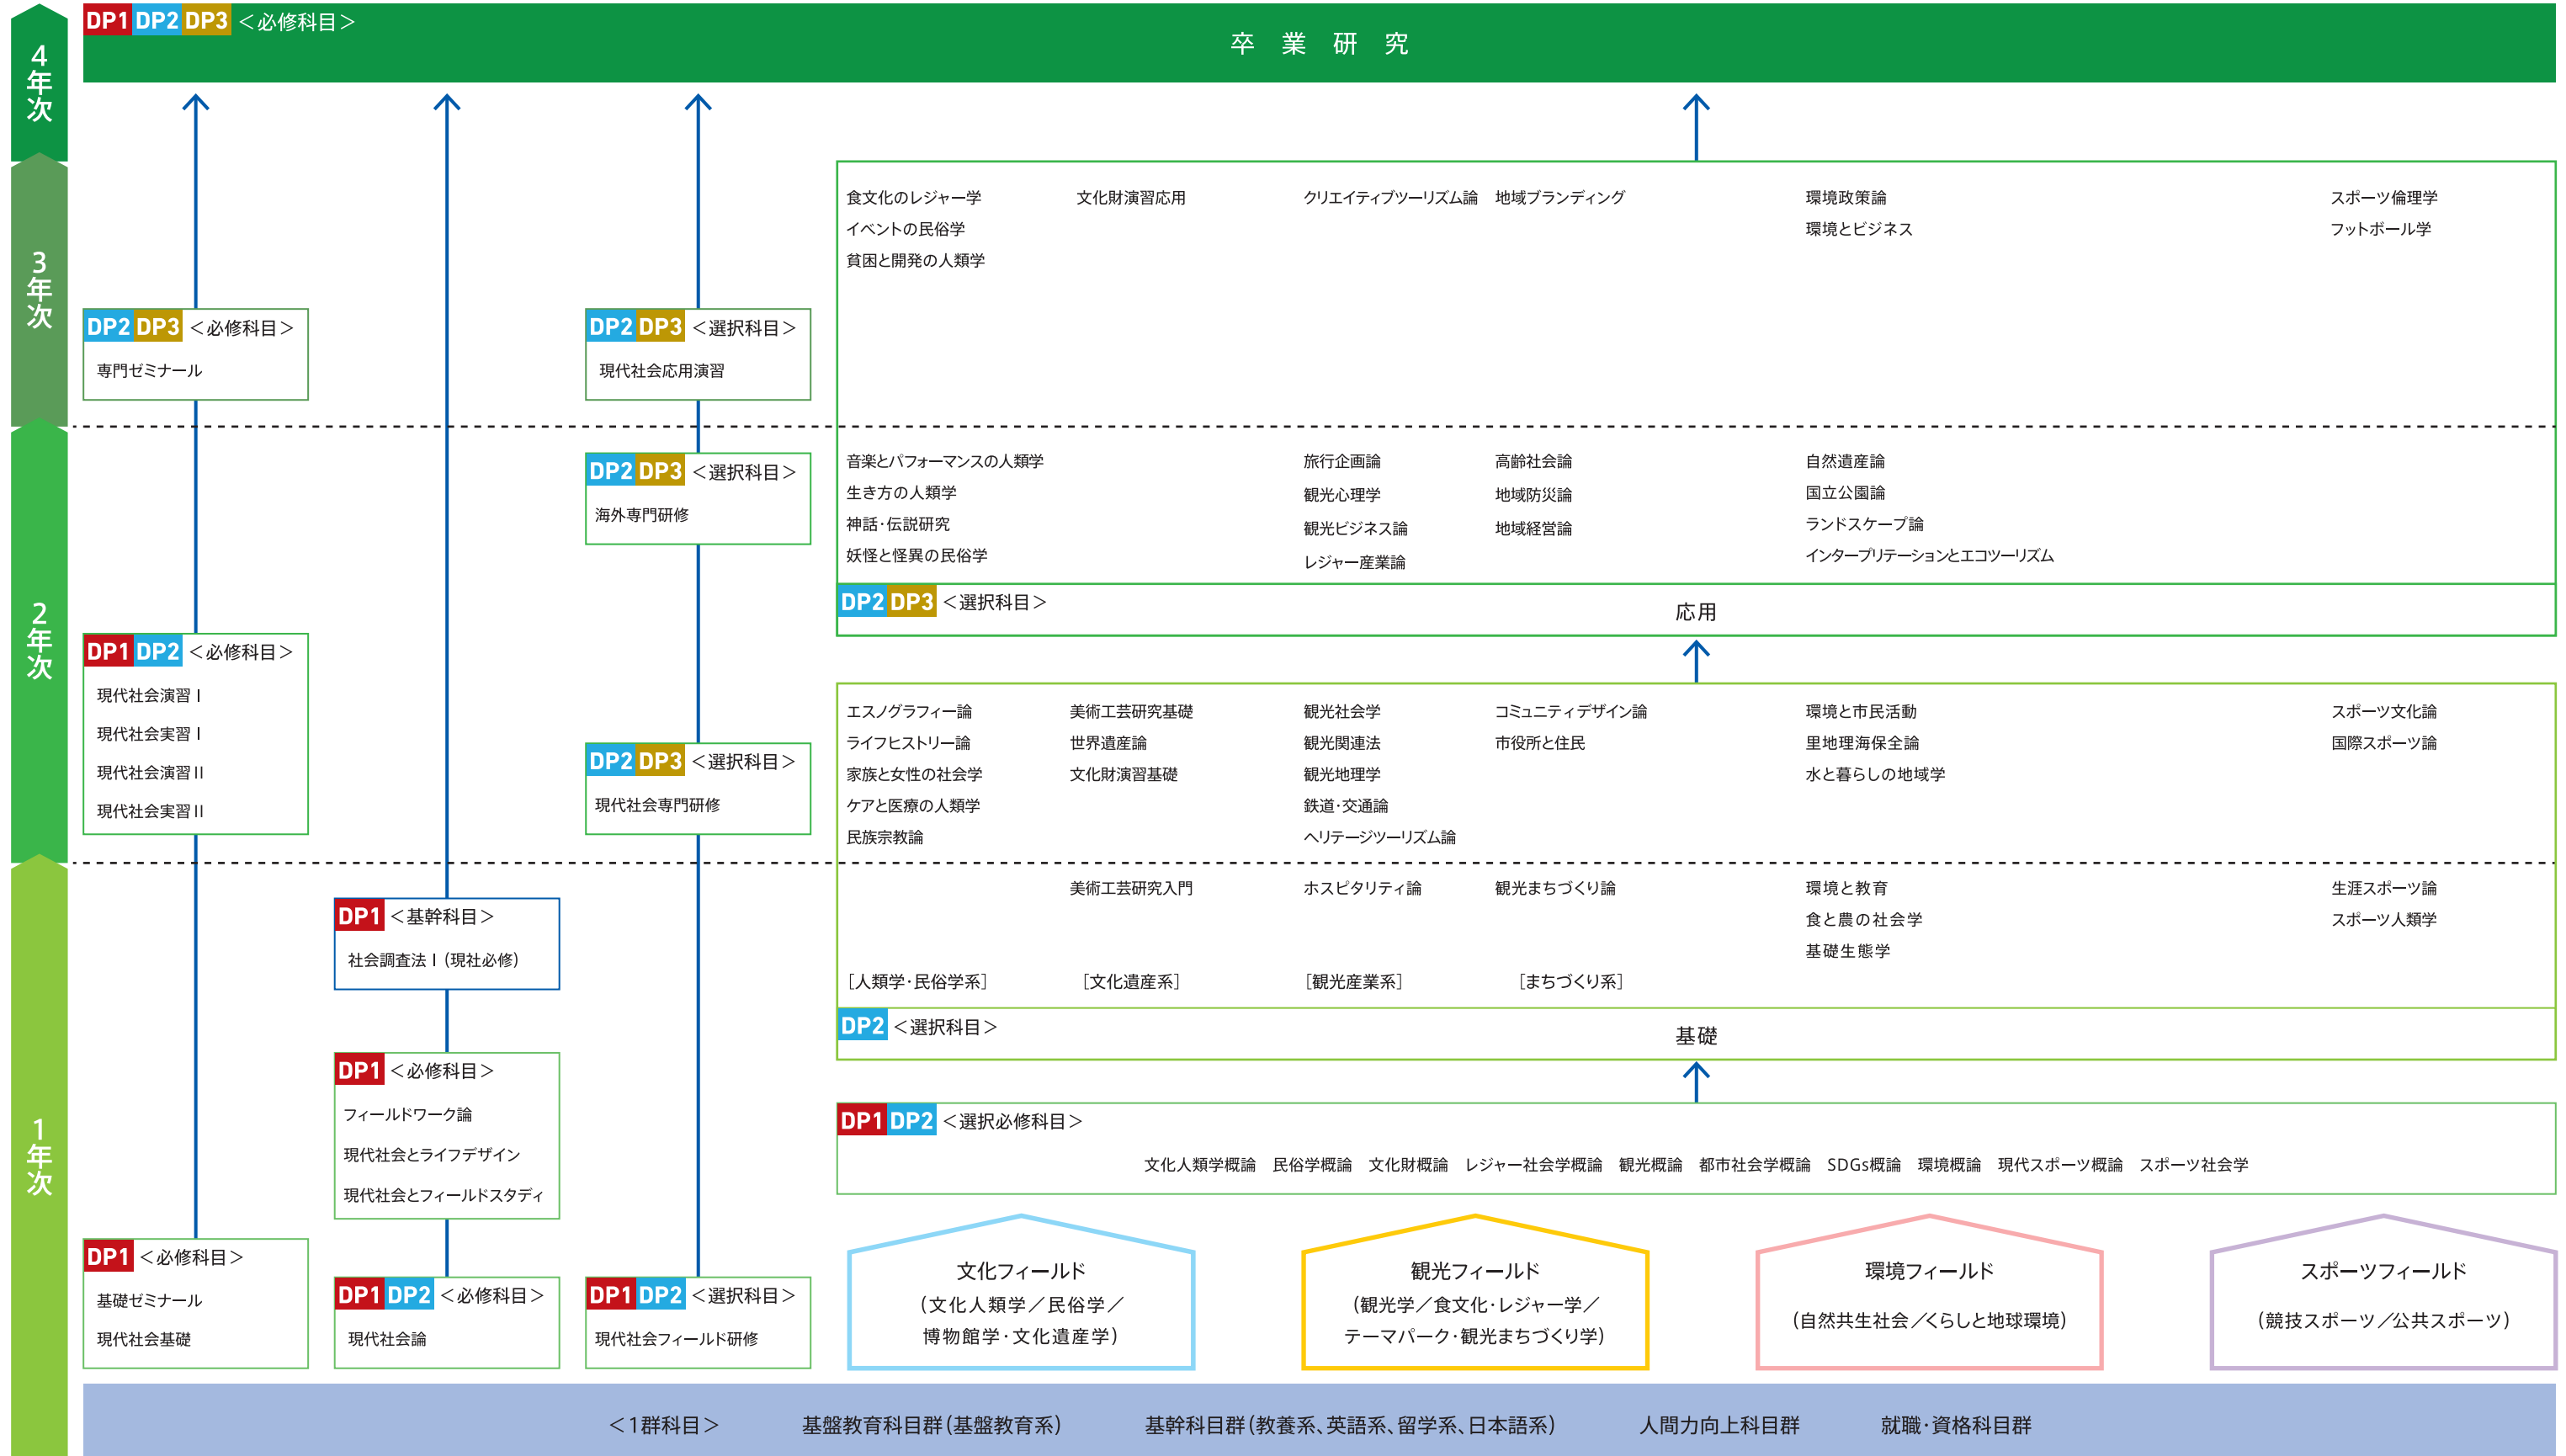 4年次
DP1 DP2 DP3 ＜必修科目＞
卒業研究
3年次
食文化のレジャー学
イベントの民俗学
貧困と開発の人類学
文化財演習応用
クリエイティブツーリズム論
地域ブランディング
環境政策論
環境とビジネス
スポーツ倫理学
フットボール学
DP2 DP3 ＜必修科目＞
専門ゼミナール
DP2 DP3 ＜選択科目＞
現代社会応用演習
2年次
DP2 DP3 ＜選択科目＞
海外専門研修
音楽とパフォーマンスの人類学
生き方の人類学
神話・伝説研究
妖怪と怪異の民俗学
旅行企画論
観光心理学
観光ビジネス論
レジャー産業論
高齢社会論
地域防災論
地域経営論
自然遺産論
国立公園論
ランドスケープ論
インタープリテーションとエコツーリズム
DP2 DP3 ＜選択科目＞
応用
DP1 DP2 ＜必修科目＞
現代社会演習Ⅰ
現代社会実習Ⅰ
現代社会演習Ⅱ
現代社会実習Ⅱ
DP2 DP3 ＜選択科目＞
現代社会専門研修
エスノグラフィー論
ライフヒストリー論
家族と女性の社会学
ケアと医療の人類学
民族宗教論
美術工芸研究基礎
世界遺産論
文化財演習基礎
観光社会学
観光関連法
観光地理学
鉄道・交通論
ヘリテージツーリズム論
コミュニティデザイン論
市役所と住民
環境と市民活動
里地里海保全論
水と暮らしの地域学
スポーツ文化論
国際スポーツ論
1年次
美術工芸研究入門
ホスピタリティ論
観光まちづくり論
環境と教育
食と農の社会学
基礎生態学
生涯スポーツ論
スポーツ人類学
［人類学・民俗学系］
［文化遺産系］
［観光産業系］
［まちづくり系］
DP2 ＜選択科目＞
基礎
DP1 ＜基幹科目＞
社会調査法Ⅰ（現社必修）
DP1 ＜必修科目＞
フィールドワーク論
現代社会とライフデザイン
現代社会とフィールドスタディ
DP1 DP2 ＜選択必修科目＞
文化人類学概論　民俗学概論　文化財概論　レジャー社会学概論　観光概論　都市社会学概論　SDGs概論　環境概論　現代スポーツ概論　スポーツ社会学
DP1 ＜必修科目＞
基礎ゼミナール
現代社会基礎
DP1 DP2 ＜必修科目＞
現代社会論
DP1 DP2 ＜選択科目＞
現代社会フィールド研修
文化フィールド
（文化人類学／民俗学／
博物館学・文化遺産学）
観光フィールド
（観光学／食文化・レジャー学／
テーマパーク・観光まちづくり学）
環境フィールド
（自然共生社会／くらしと地球環境）
スポーツフィールド
（競技スポーツ／公共スポーツ）
＜1群科目＞　基盤教育科目群（基盤教育系）　基幹科目群（教養系、英語系、留学系、日本語系）　人間力向上科目群　就職・資格科目群